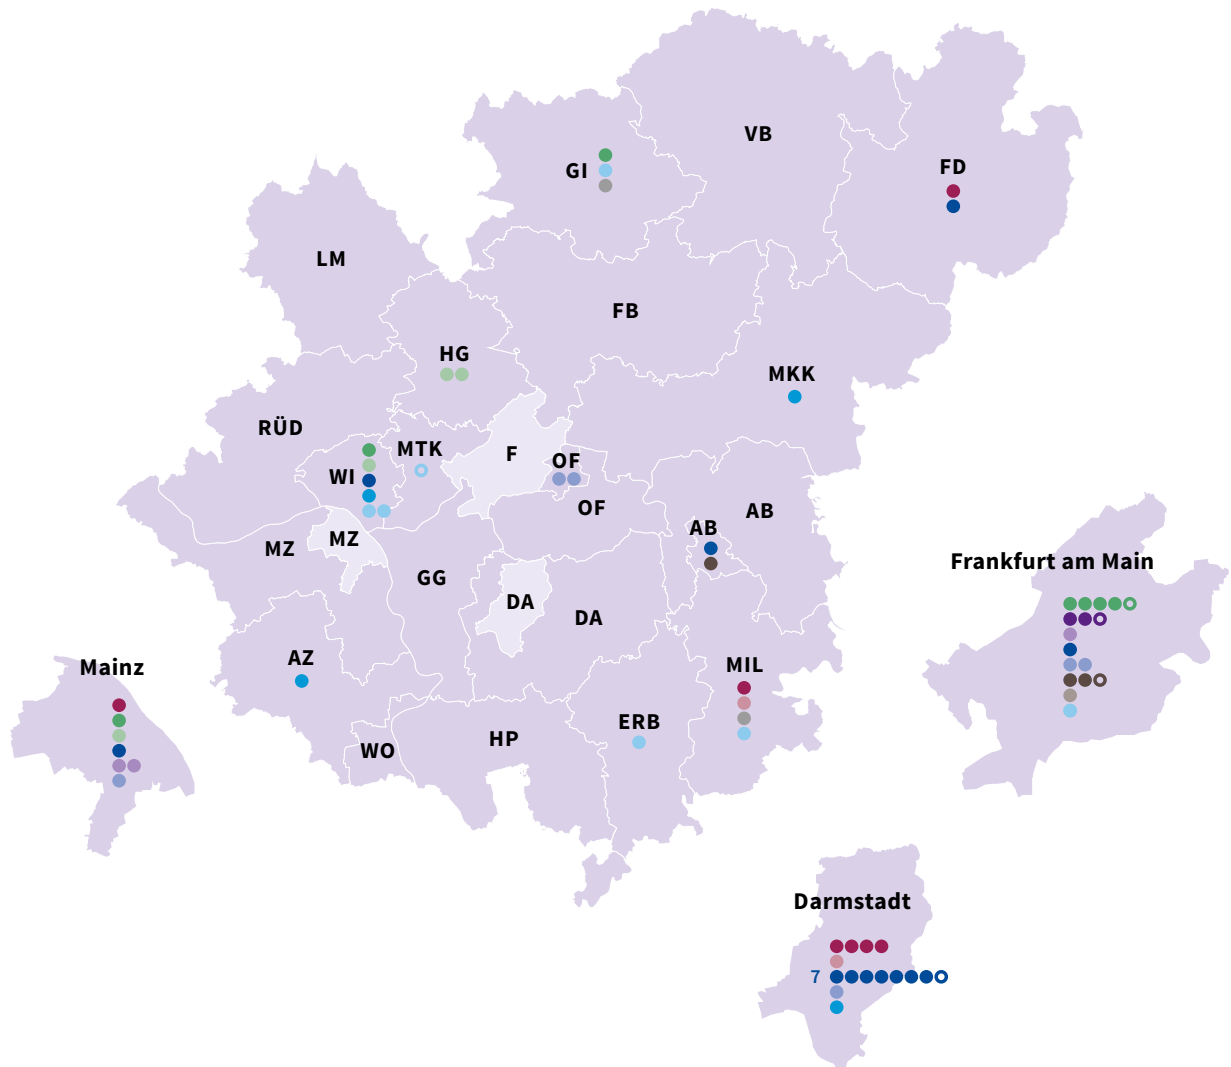 VB
FD
GI
LM
FB
HG
MKK
RÜD
MTK
F
OF
WI
OF
AB
AB
MZ
MZ
Frankfurt am Main
GG
DA
DA
AZ
MIL
Mainz
ERB
HP
WO
Darmstadt
7